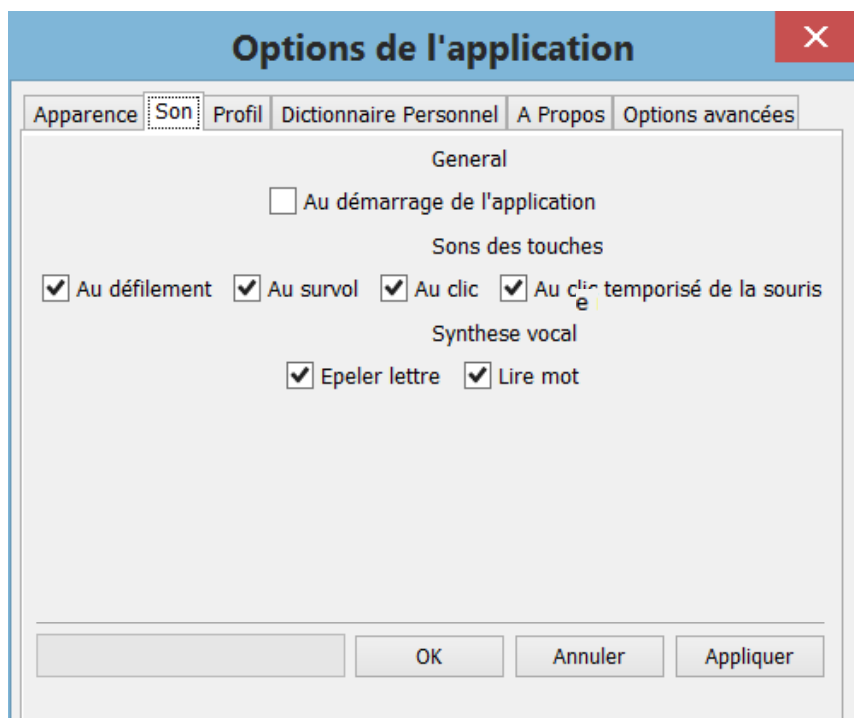 Options de l'application
Apparence Son Profil Dictionnaire Personnel A Propos Options avancées
General
Au démarrage de l'application
Sons des touches
Au défilement Au survol Au clic Au clic temporisé de la souris
e
Synthese vocal
Epeler lettre Lire mot
OK Annuler Appliquer